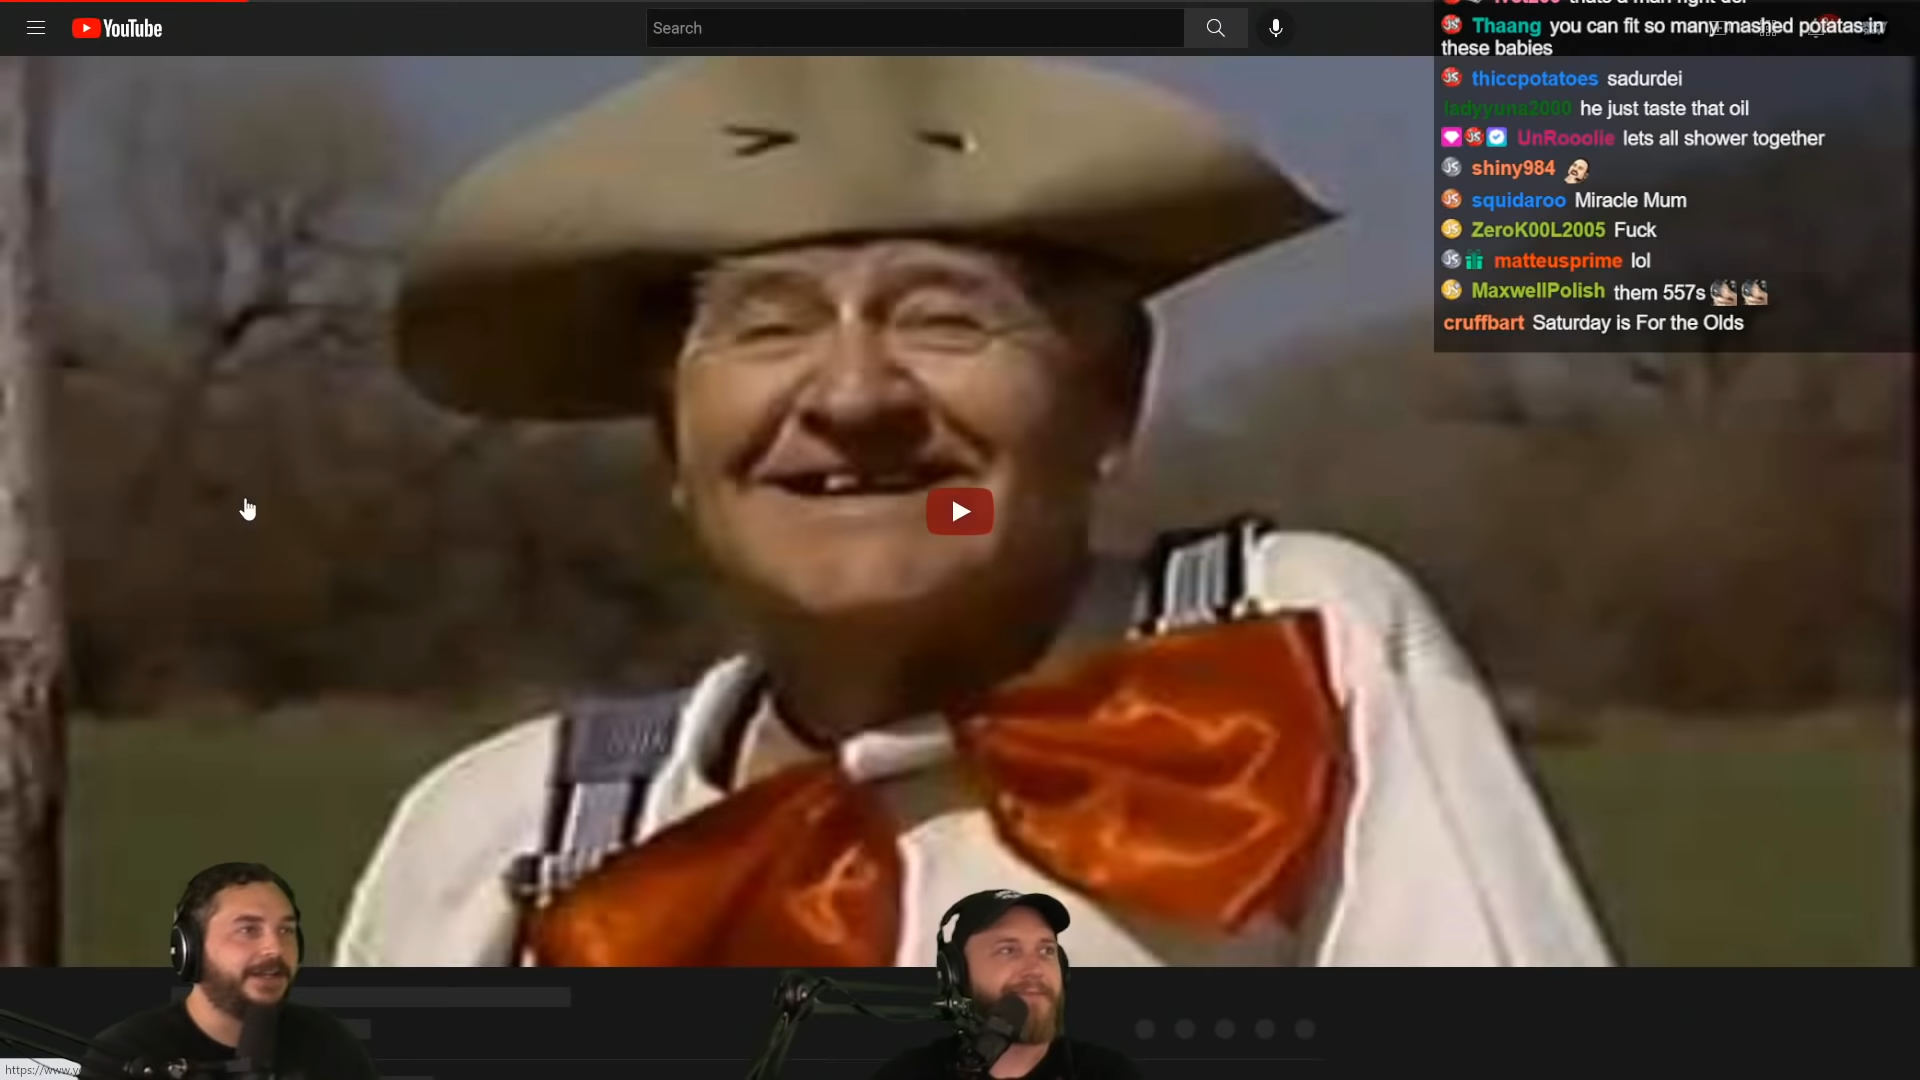 YouTube
Search
Thaang you can fit so many mashed potatas in
these babies
thiccpotatoes sadurdei
ladyyuna2000 he just taste that oil
UnRooolie lets all shower together
shiny984
squidaroo Miracle Mum
ZeroK00L2005 Fuck
matteusprime lol
MaxwellPolish them 557s
cruffbart Saturday is For the Olds
https://www.y